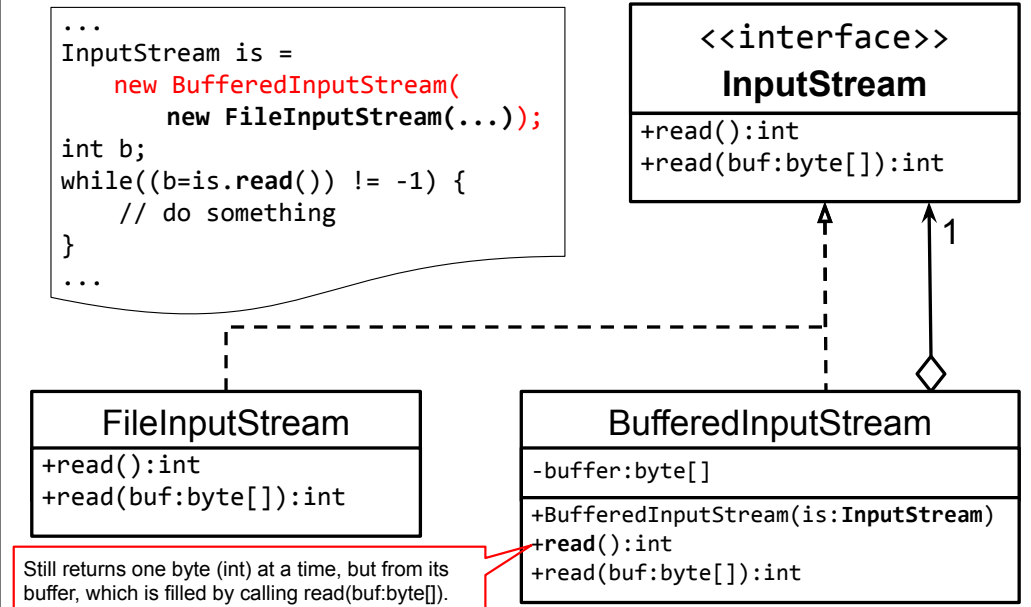 ...
InputStream is =
new BufferedInputStream(
new FileInputStream(...));
int b;
while((b=is.read()) != -1) {
// do something
}
...
<<interface>>
InputStream
+read():int
+read(buf:byte[]):int
1
FileInputStream
+read():int
+read(buf:byte[]):int
BufferedInputStream
-buffer:byte[]
+BufferedInputStream(is:InputStream)
+read():int
+read(buf:byte[]):int
Still returns one byte (int) at a time, but from its
buffer, which is filled by calling read(buf:byte[]).